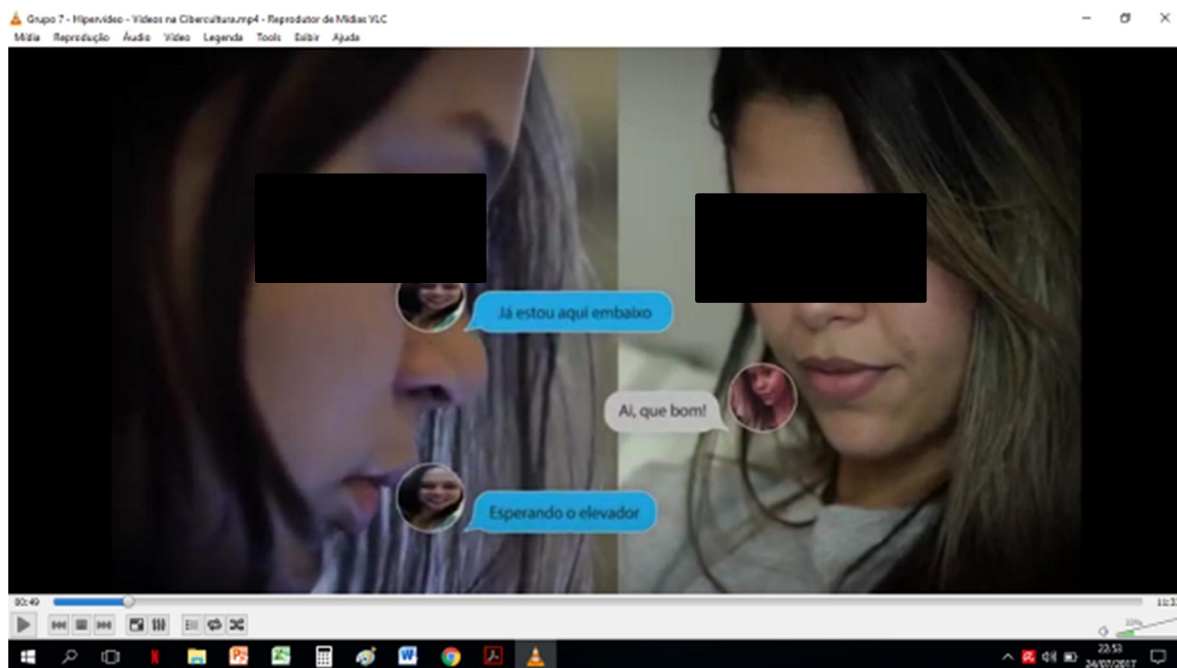 Grupo 7 - Hipervídeo - Vídeos na Cibercultura.mp4 - Reprodutor de Mídias VLC
Mídia Reprodução Áudio Vídeo Legenda Tools Exibir Ajuda
Já estou aqui embaixo
Ai, que bom!
Esperando o elevador
00:49
22:53
24/07/2017